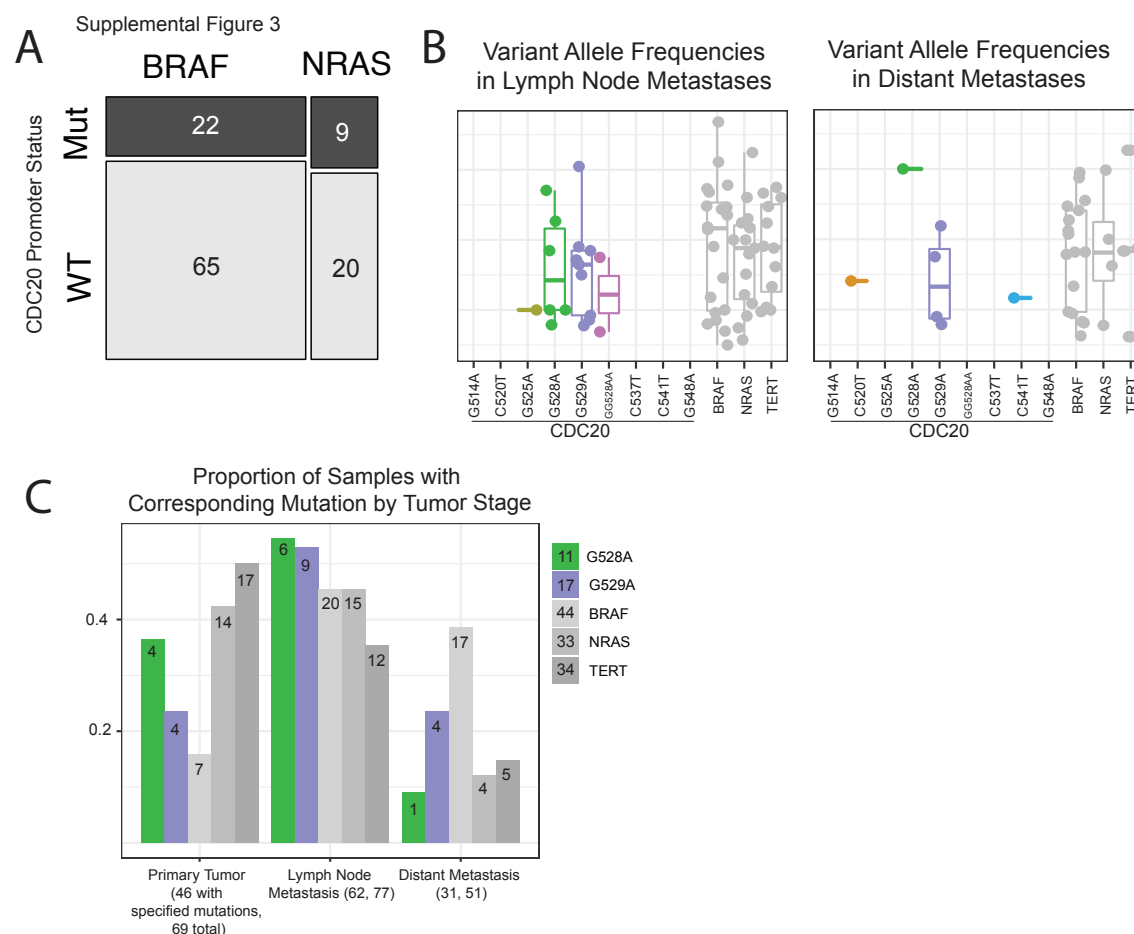 Supplemental Figure 3
A
BRAF
NRAS
CDC20 Promoter Status
Mut
WT
22
9
65
20
B
Variant Allele Frequencies
in Lymph Node Metastases
G514A
C520T
G525A
G528A
G529A
GG528AA
C537T
C541T
G548A
BRAF
NRAS
TERT
CDC20
Variant Allele Frequencies
in Distant Metastases
G514A
C520T
G525A
G528A
G529A
GG528AA
C537T
C541T
G548A
BRAF
NRAS
TERT
CDC20
C
Proportion of Samples with
Corresponding Mutation by Tumor Stage
0.4
0.2
4
4
7
14
17
6
9
20
15
12
1
4
17
4
5
11 G528A
17 G529A
44 BRAF
33 NRAS
34 TERT
Primary Tumor
(46 with
specified mutations,
69 total)
Lymph Node
Metastasis (62, 77)
Distant Metastasis
(31, 51)